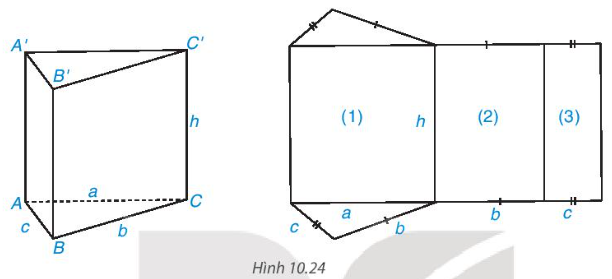 A' C'
B'
h
(1) h (2) (3)
a
A C
c b
B
a b c
c b
Hình 10.24